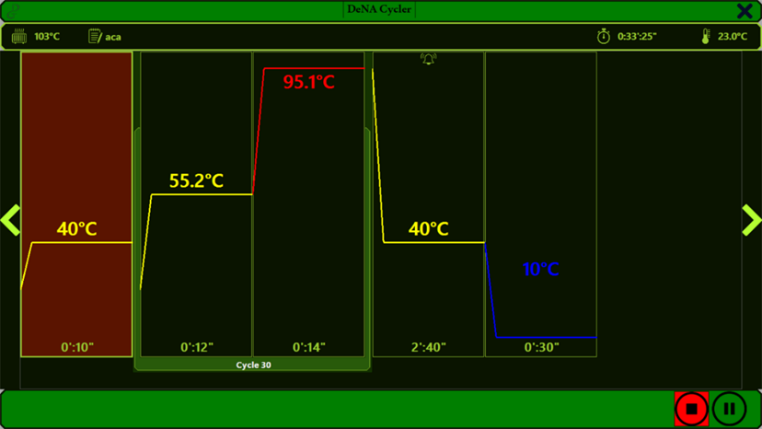 DeNA Cycler
103°C aca 0:33':25" 23.0°C
95.1°C
55.2°C
40°C
40°C
10°C
0':10" 0':12" 0':14" 2':40" 0':30"
Cycle 30